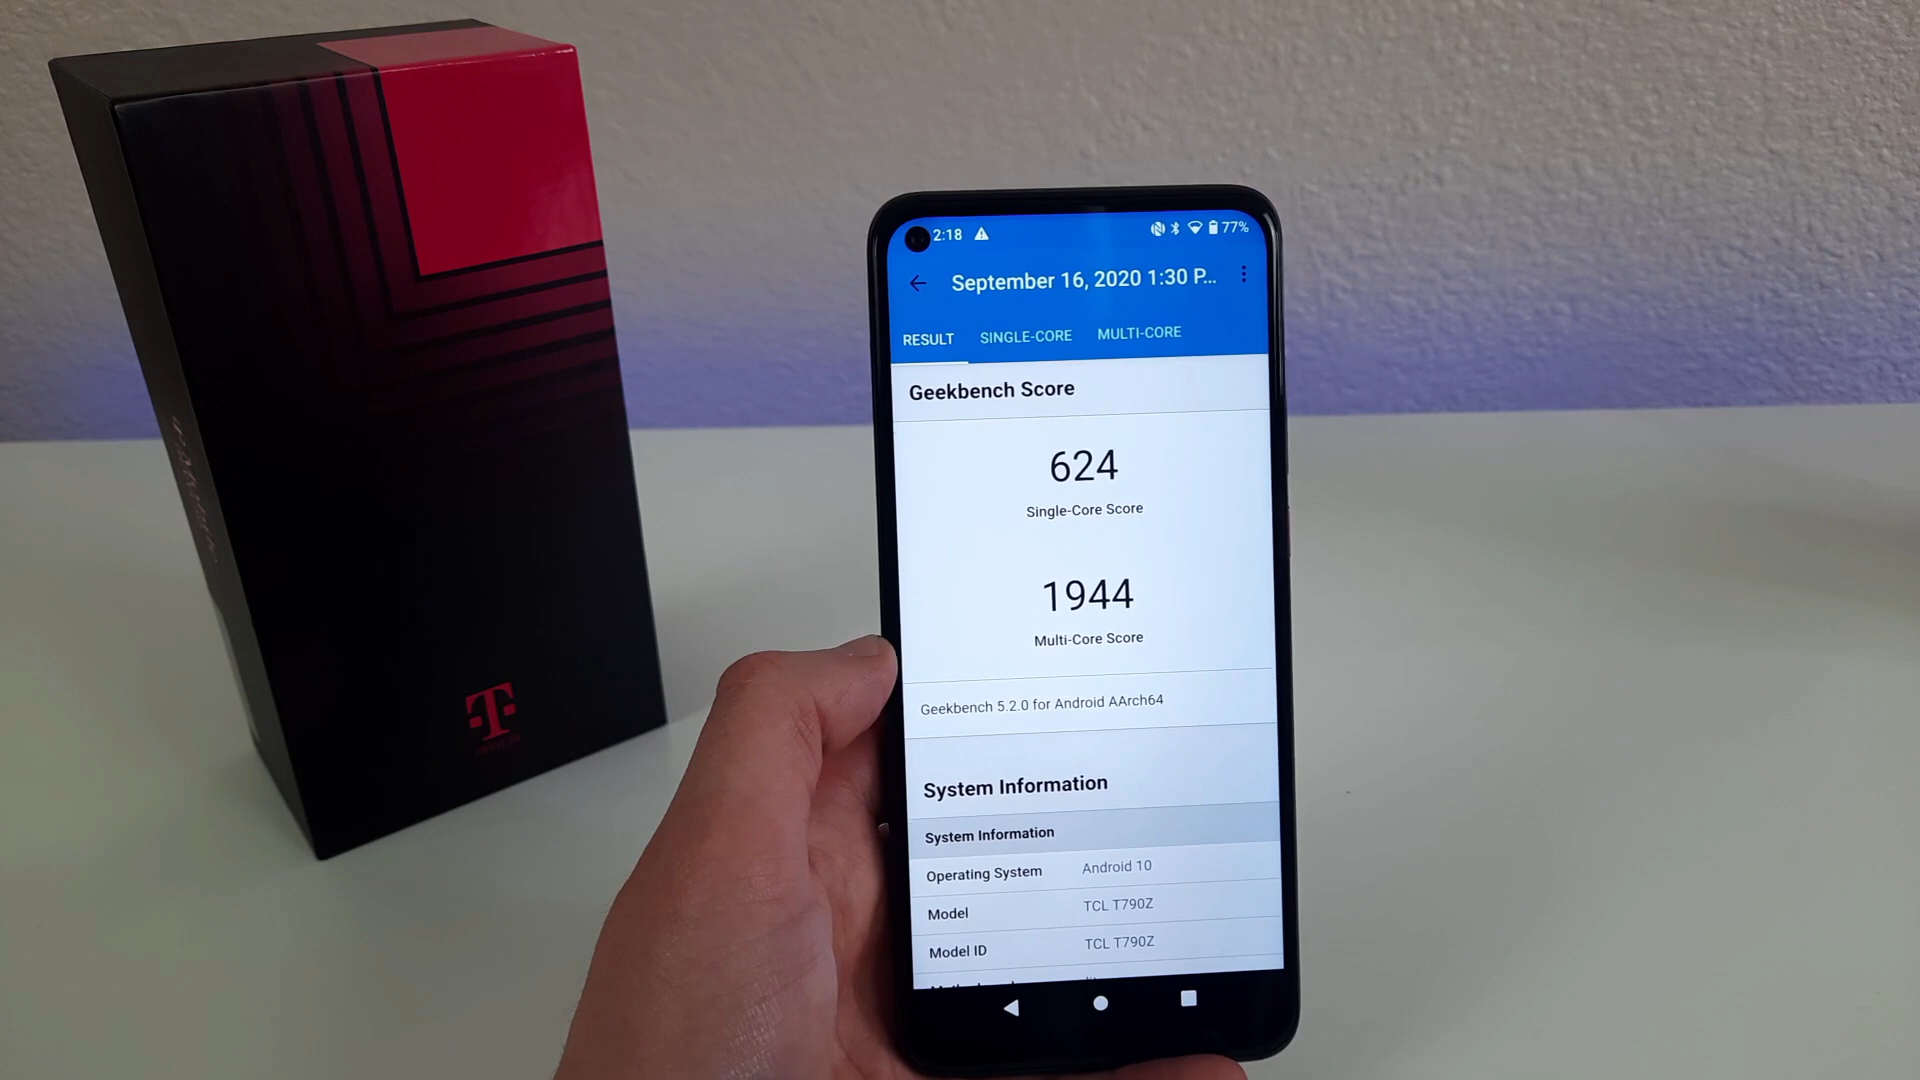 2:18
77%
September 16, 2020 1:30 P...
RESULT SINGLE-CORE MULTI-CORE
Geekbench Score
624
Single-Core Score
1944
Multi-Core Score
Geekbench 5.2.0 for Android AArch64
System Information
System Information
Operating System Android 10
Model TCL T790Z
Model ID TCL T790Z
T